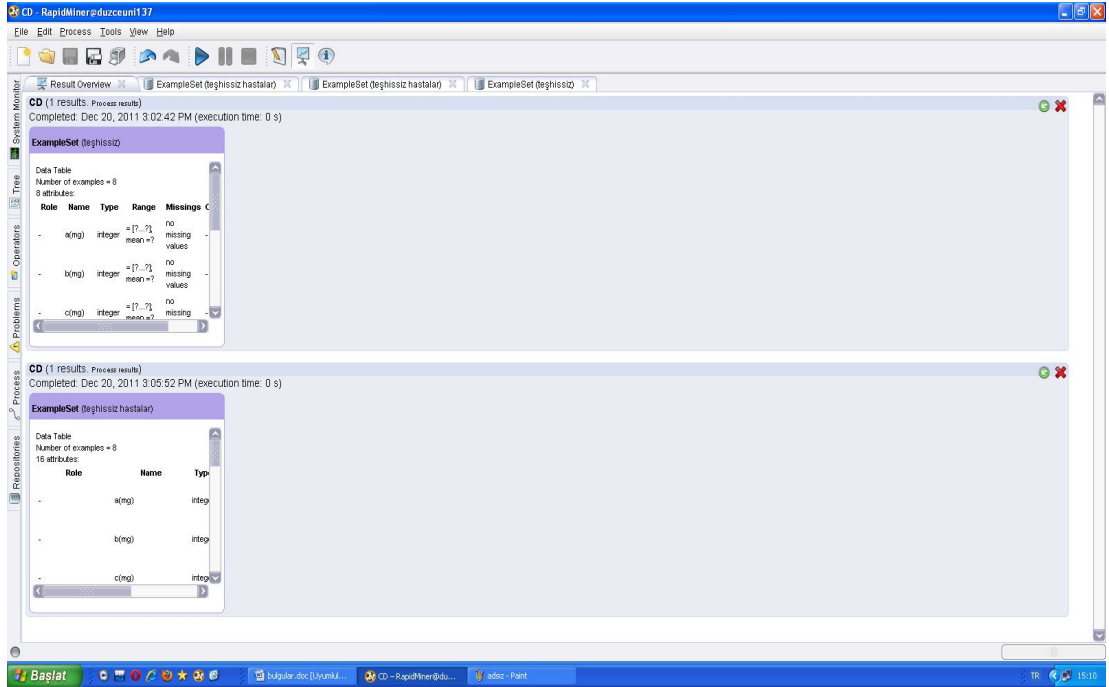 CD - RapidMiner@duzceuni137
File Edit Process Tools View Help
Result Overview ExampleSet (teşhissiz hastalar) ExampleSet (teşhissiz hastalar) ExampleSet (teşhissiz)
System Monitor
Tree
Operators
Problems
Process
Repositories
CD (1 results. Process results)
Completed: Dec 20, 2011 3:02:42 PM (execution time: 0 s)
ExampleSet (teşhissiz)
Data Table
Number of examples = 8
8 attributes:
Role Name Type Range Missings C
- a(mg) integer = [?...?]; mean =? no missing values -
- b(mg) integer = [?...?]; mean =? no missing values -
- c(mg) integer = [?...?]; mean =? no missing -
CD (1 results. Process results)
Completed: Dec 20, 2011 3:05:52 PM (execution time: 0 s)
ExampleSet (teşhissiz hastalar)
Data Table
Number of examples = 8
16 attributes:
Role Name Typ
- a(mg) integ
- b(mg) integ
- c(mg) integ
Başlat bulgular.doc [Uyumlul... CD – RapidMiner@du... adsız - Paint TR 15:10